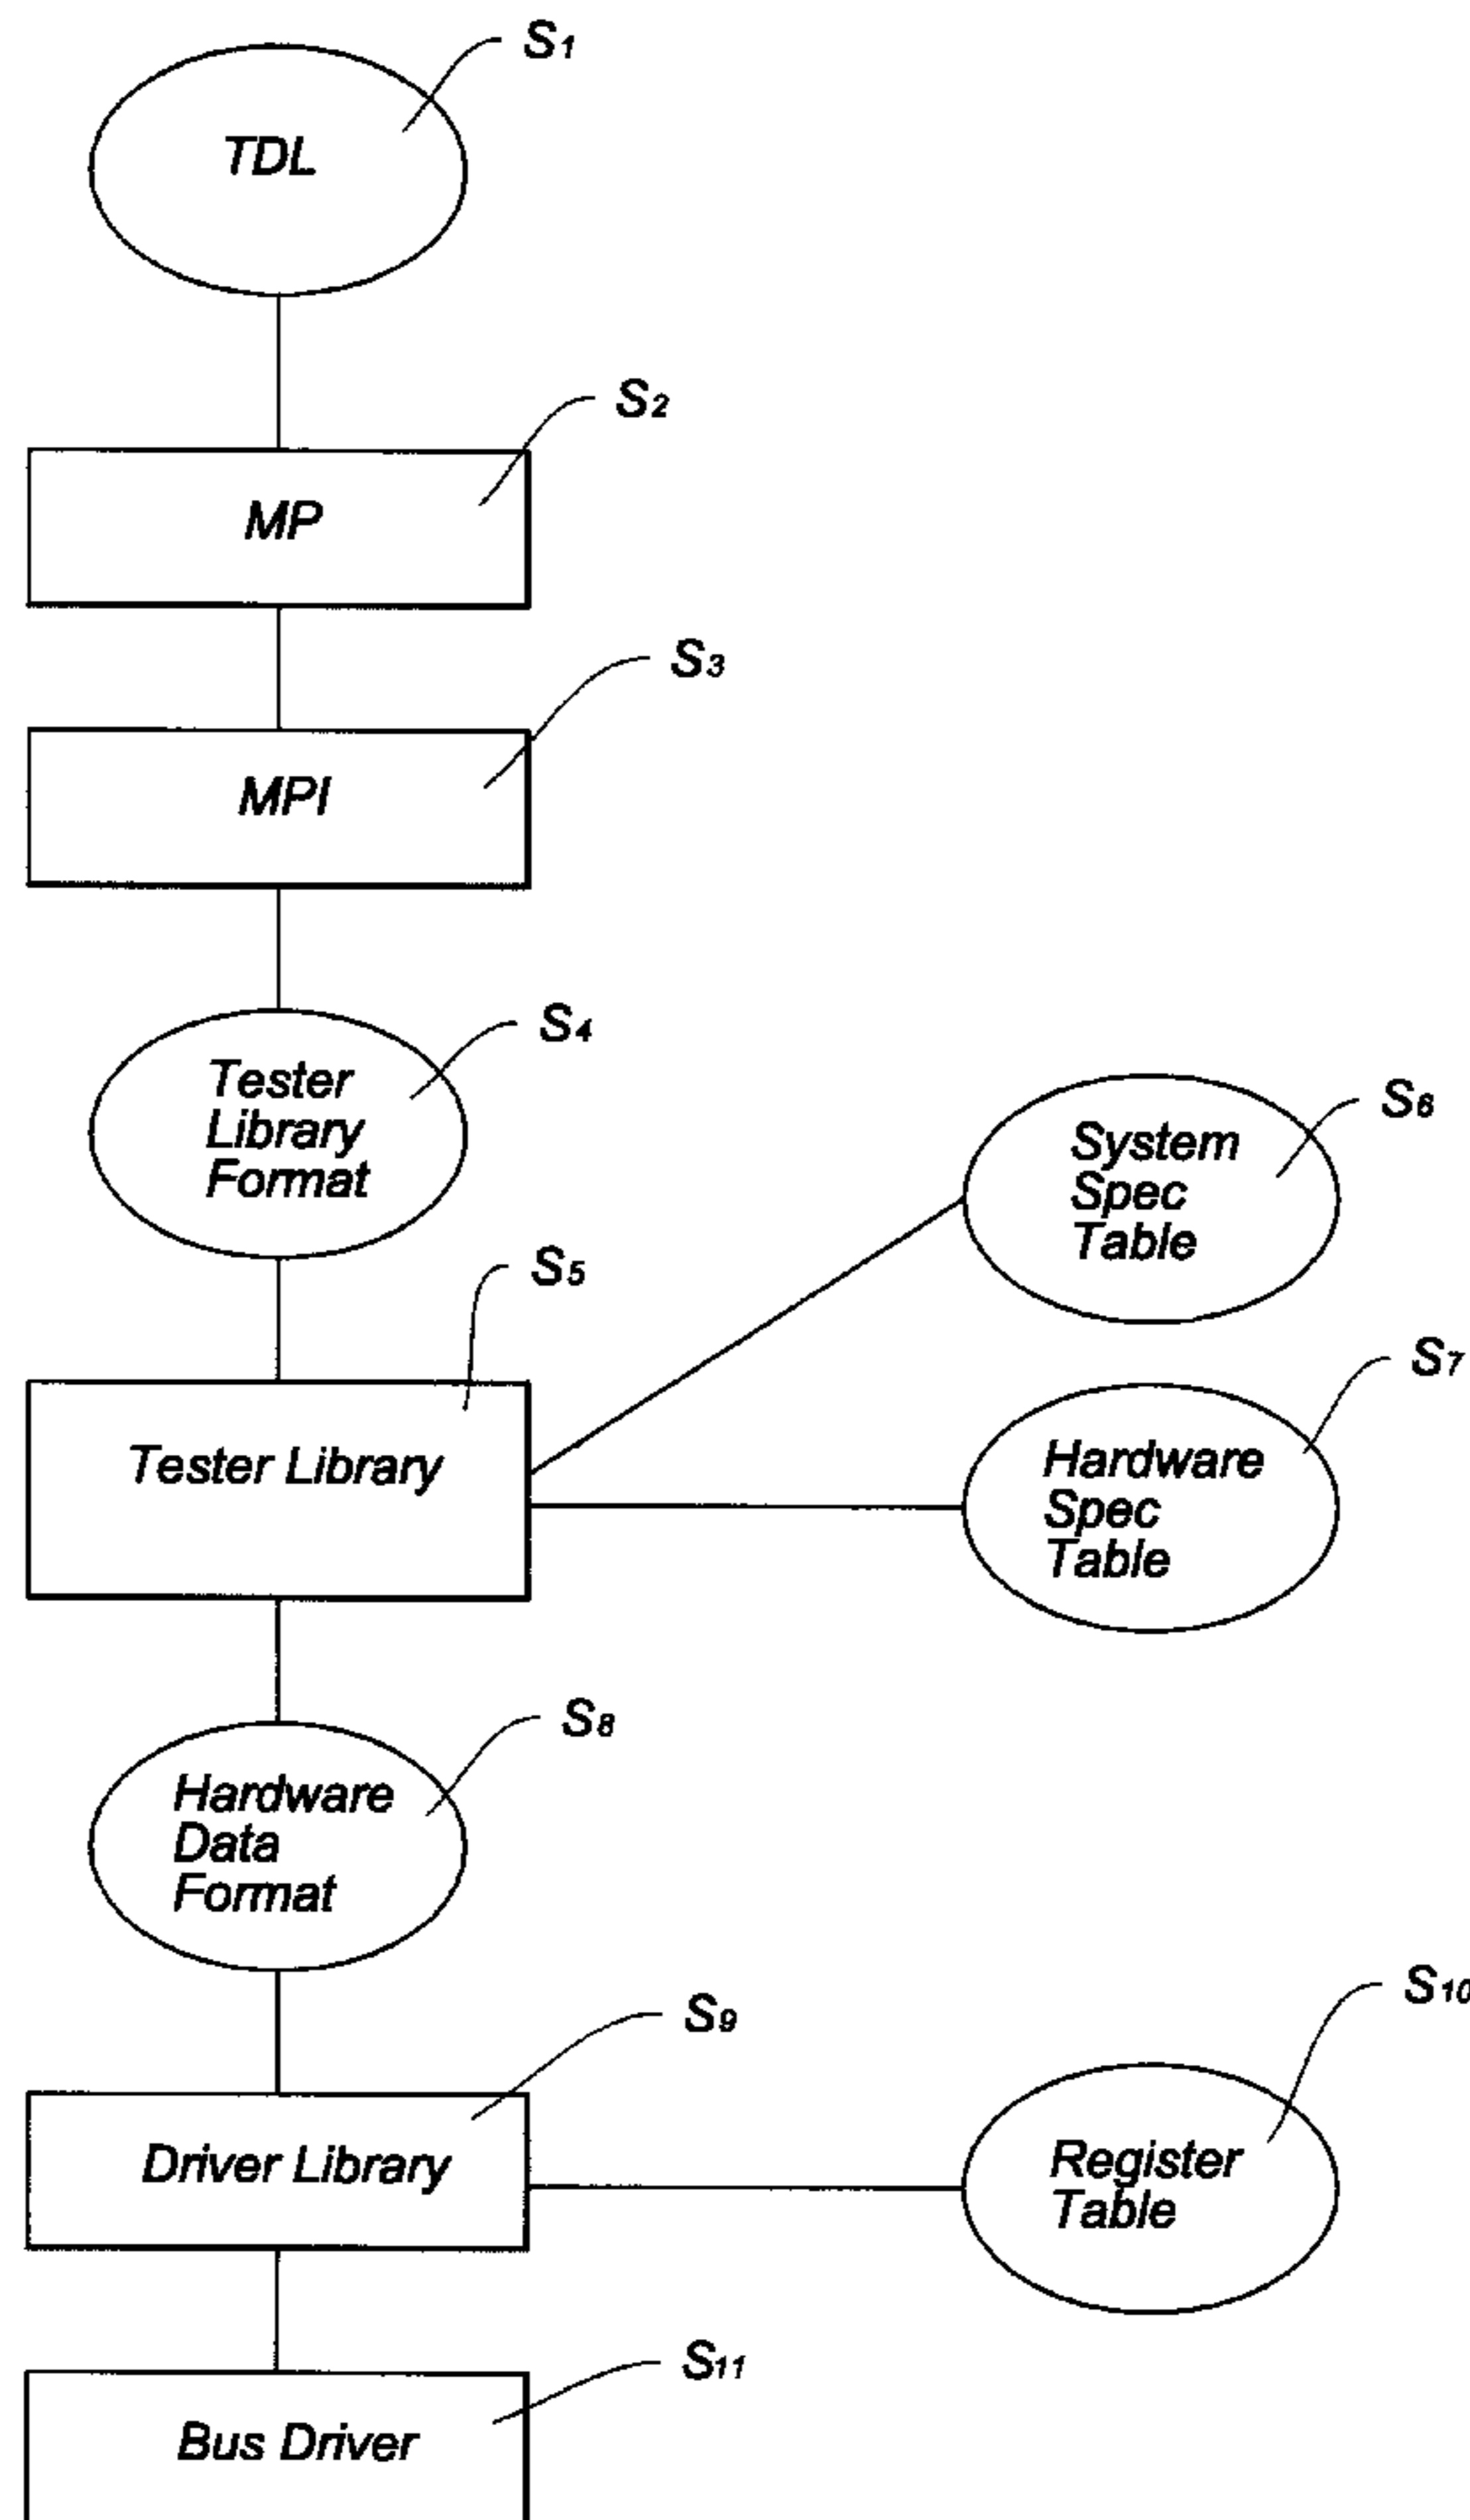 S1
TDL
S2
MP
S3
MPI
S4
Tester
Library
Format
S6
System
Spec
Table
S5
Tester Library
S7
Hardware
Spec
Table
S8
Hardware
Data
Format
S9
Driver Library
S10
Register
Table
S11
Bus Driver